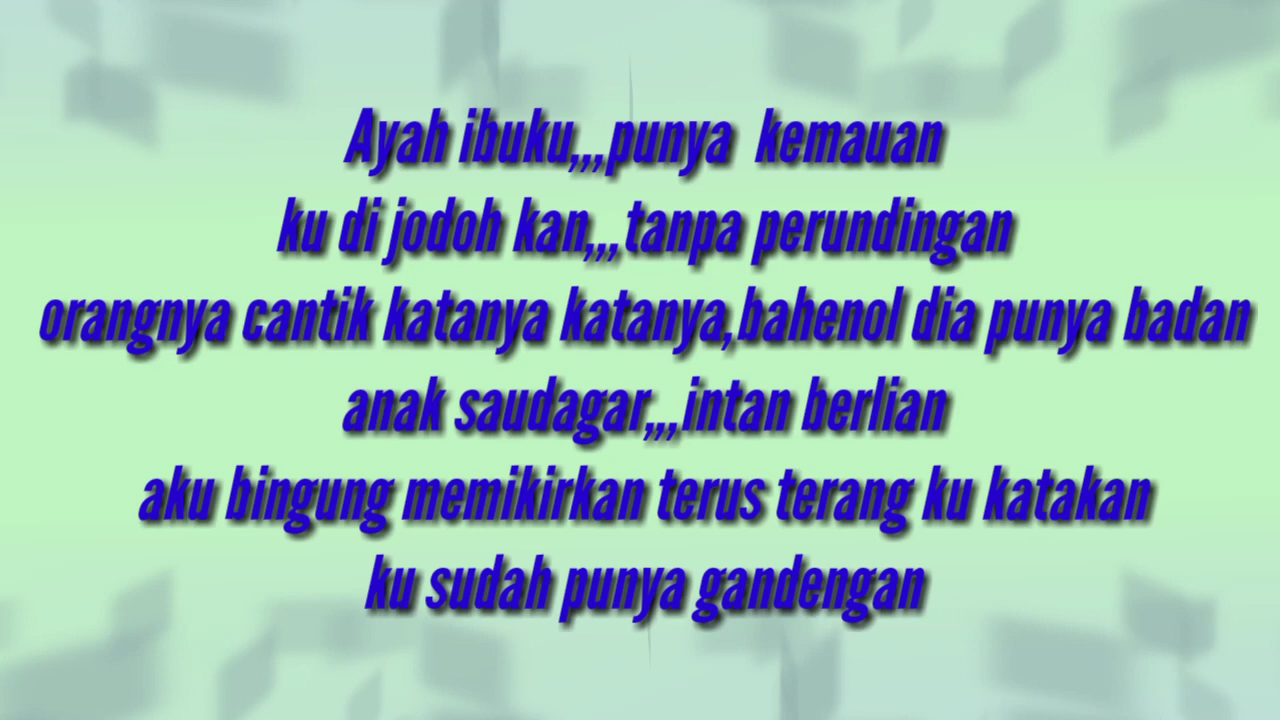 Ayah ibuku,,,punya kemauan
ku di jodoh kan,,,tanpa perundingan
orangnya cantik katanya katanya,bahenol dia punya badan
anak saudagar,,,intan berlian
aku bingung memikirkan terus terang ku katakan
ku sudah punya gandengan